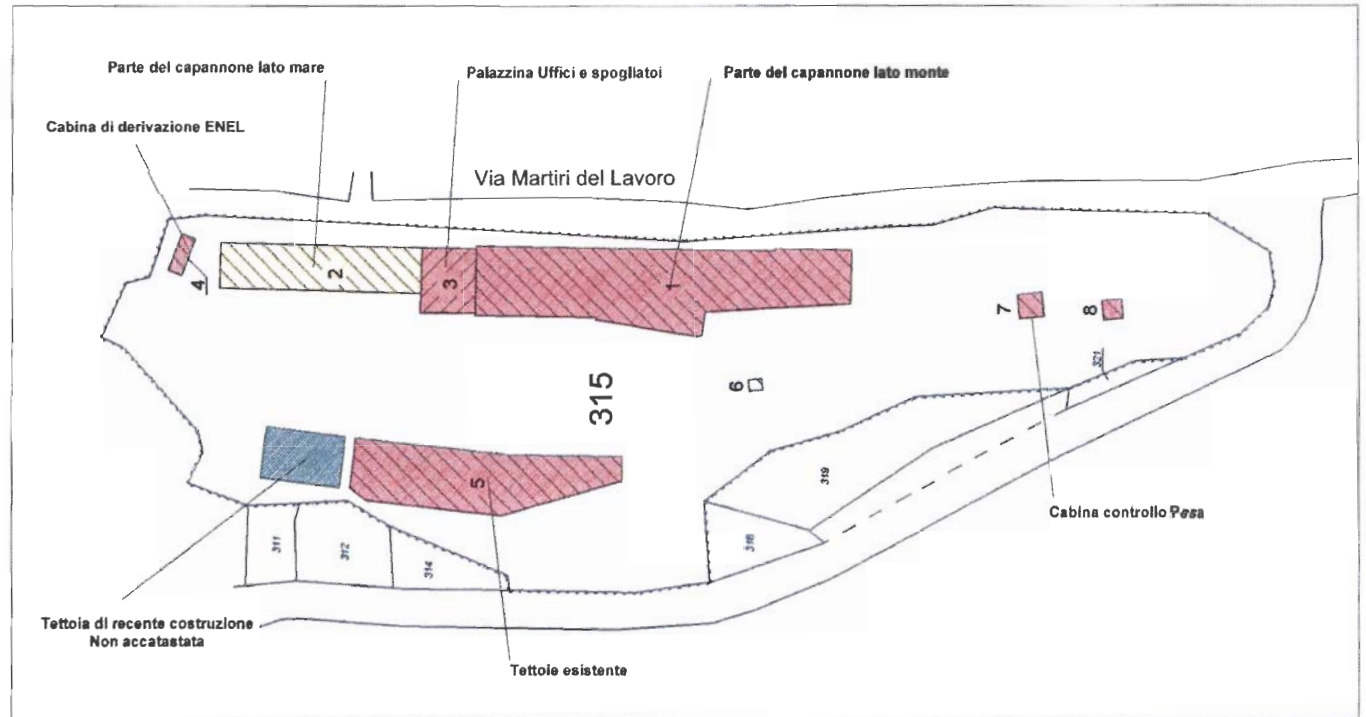 Parte del capannone lato mare
Palazzina Uffici e spogliatoi
Parte del capannone lato monte
Cabina di derivazione ENEL
Via Martiri del Lavoro
4
2
3
1
7
8
321
6
315
5
319
311
312
314
318
Cabina controllo Pesa
Tettoia di recente costruzione
Non accatastata
Tettoie esistente